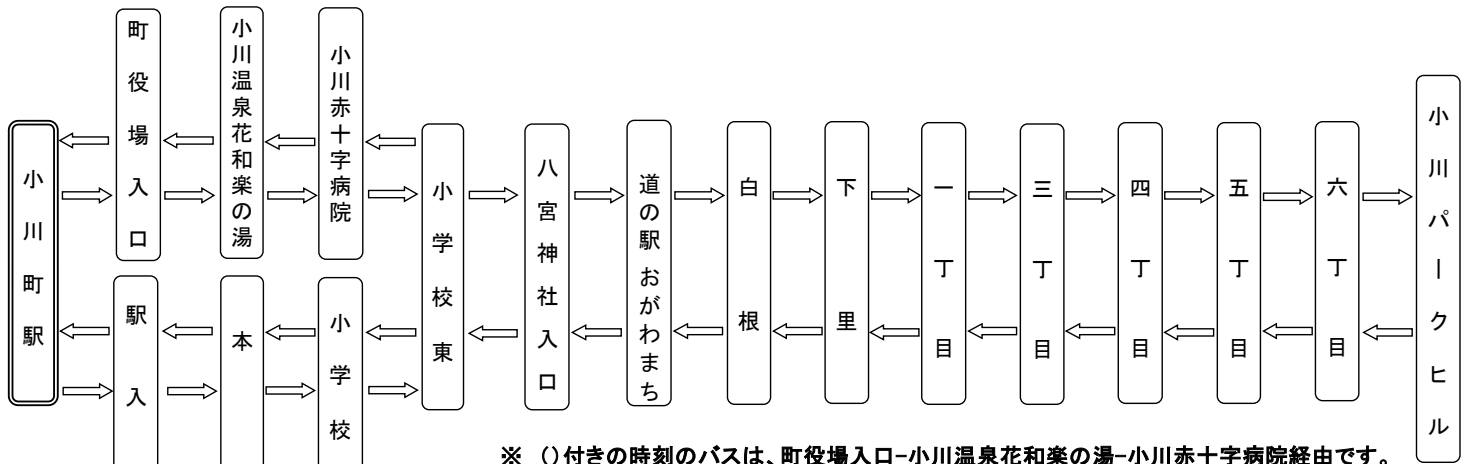 小川町駅
町役場入口
小川温泉花和楽の湯
小川赤十字病院
駅入
本
小学校
小学校東
八宮神社入口
道の駅 おがわまち
白根
下里
一丁目
三丁目
四丁目
五丁目
六丁目
小川パークヒル
※ ()付きの時刻のバスは、町役場入口-小川温泉花和楽の湯-小川赤十字病院経由です。